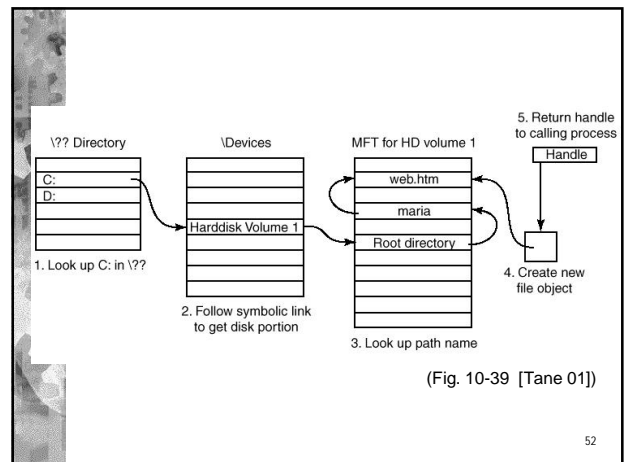 \?? Directory
C:
D:
1. Look up C: in \??
\Devices
Harddisk Volume 1
2. Follow symbolic link
to get disk portion
MFT for HD volume 1
web.htm
maria
Root directory
3. Look up path name
5. Return handle
to calling process
Handle
4. Create new
file object
(Fig. 10-39 [Tane 01])
52